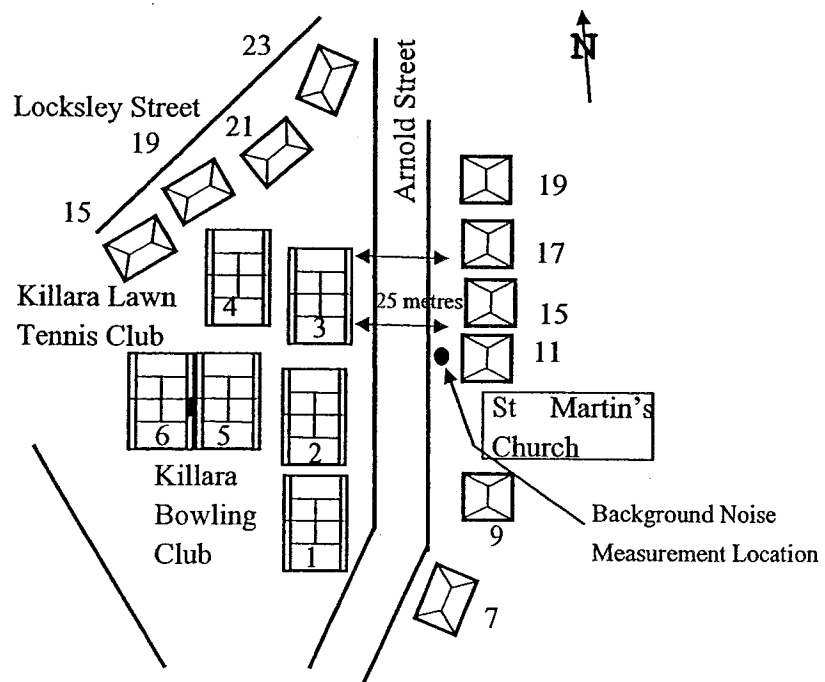 23
N
Arnold Street
Locksley Street
19
21
15
19
17
Killara Lawn
Tennis Club
4
3
25 metres
15
11
6
5
2
St Martin's
Church
Killara
Bowling
Club
1
9
Background Noise
Measurement Location
7